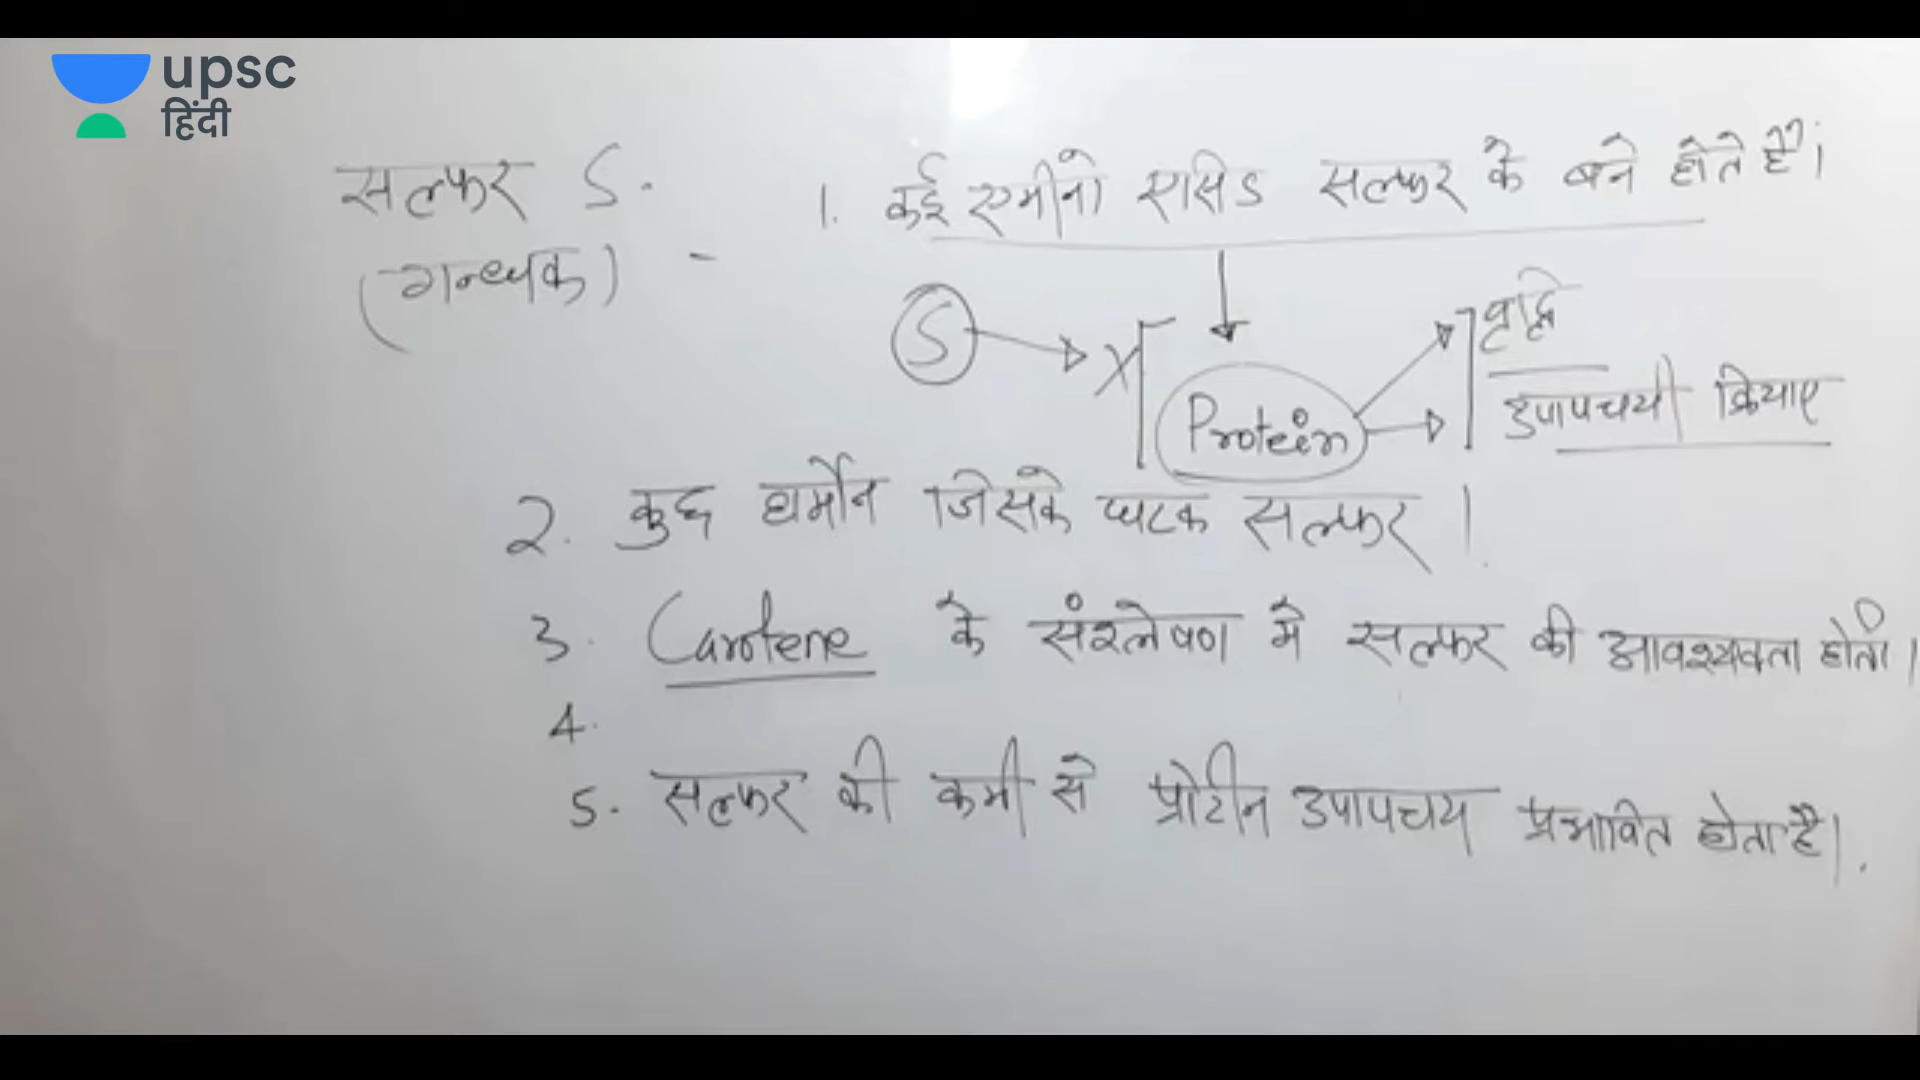 upsc
हिंदी
सल्फर S.
(गन्धक) -
1. कई एमीनो एसिड सल्फर के बने होते हैं।
S
X
Protein
वृद्धि
उपापचयी क्रियाए
2. कुछ हार्मोन जिसके घटक सल्फर।
3. Carotene के संश्लेषण मे सल्फर की आवश्यकता होती।
4.
5. सल्फर की कमी से प्रोटीन उपापचय प्रभावित होता है।